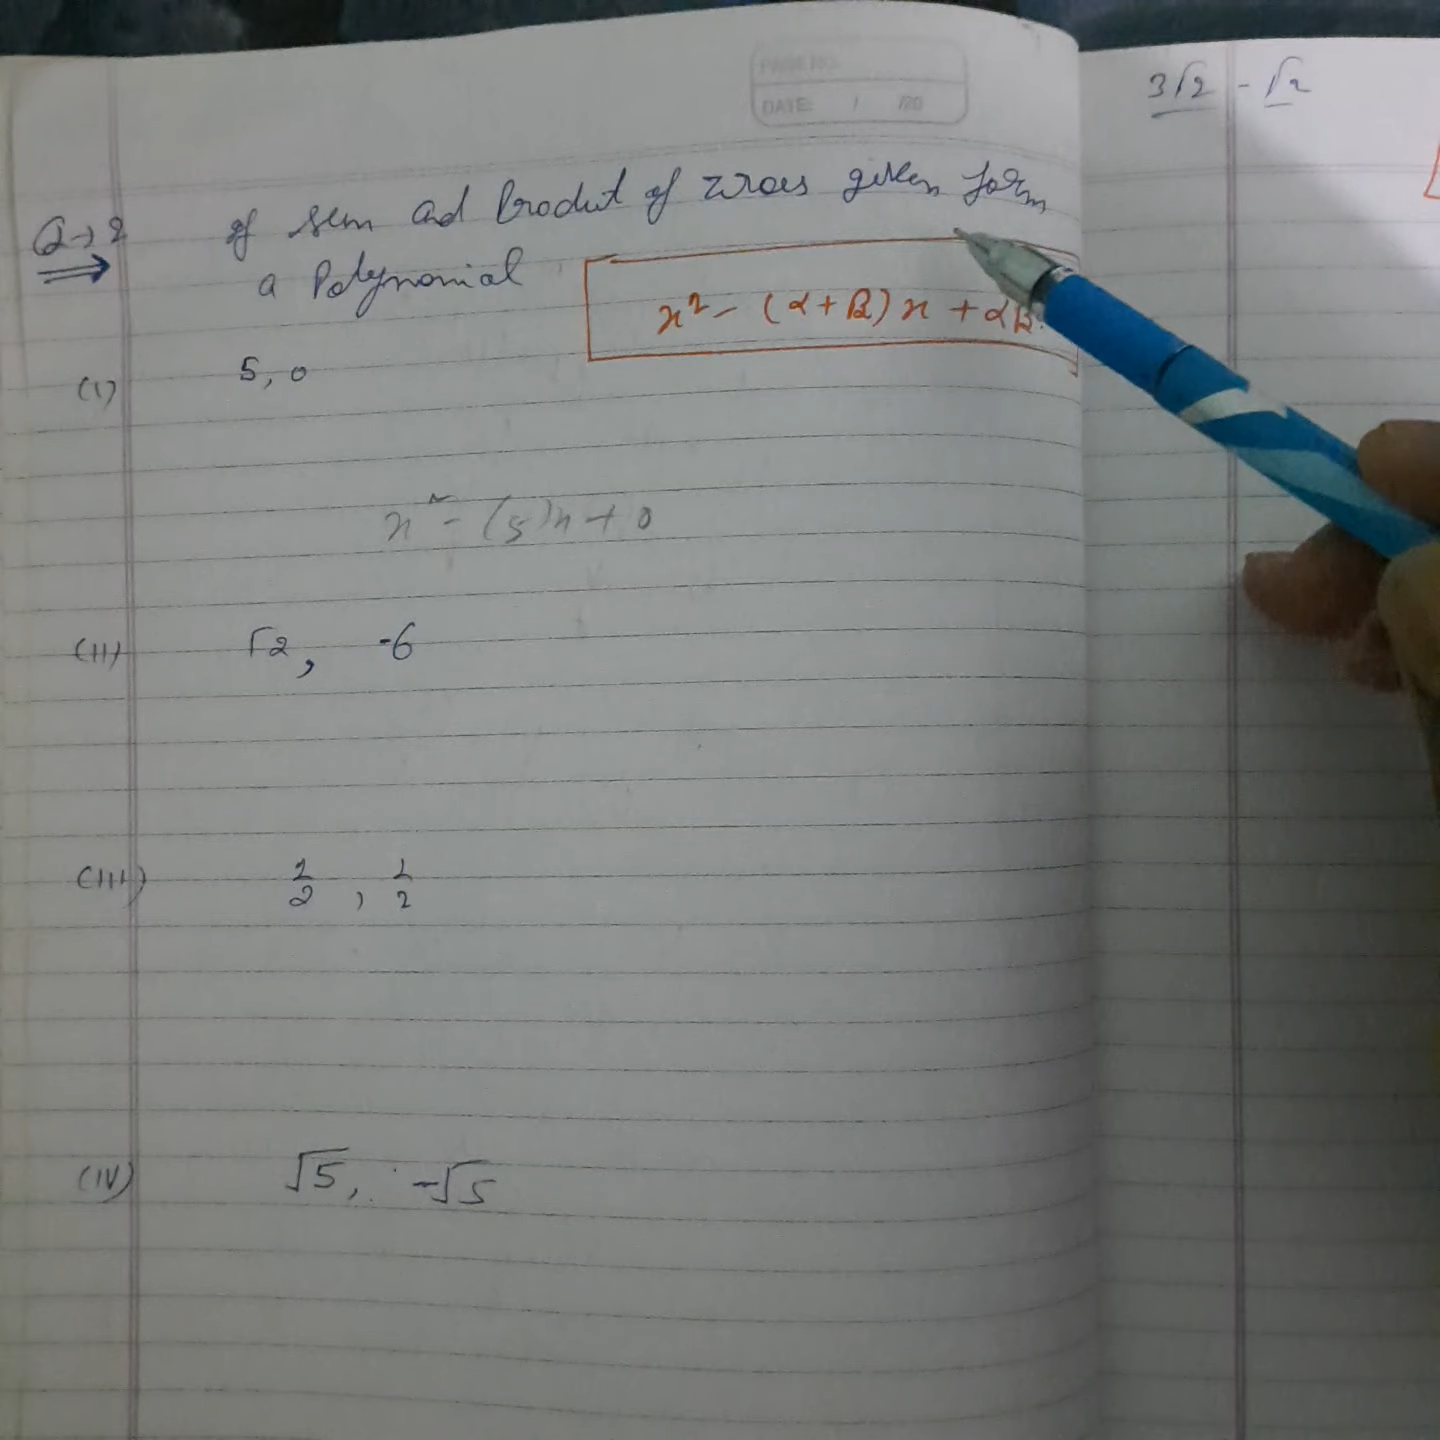 PAGE NO.
DATE: / /20
3√2 - √2
Q→2 If sum and Product of zeroes given form
a Polynomial
x² - (α+β)x + αβ
(I) 5, 0
x² - (5)x + 0
(II) √2, -6
(III) 1/2, 1/2
(IV) √5, -√5